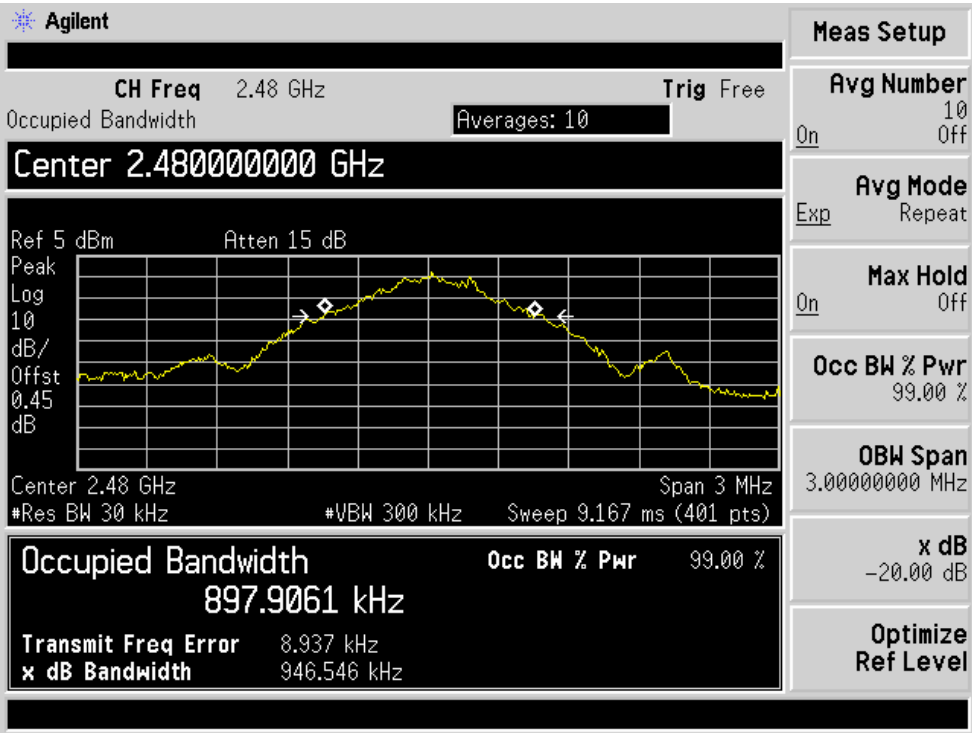 Agilent
Meas Setup
CH Freq 2.48 GHz Trig Free
Occupied Bandwidth Averages: 10
Center 2.480000000 GHz
Ref 5 dBm Atten 15 dB
Peak
Log
10
dB/
Offst
0.45
dB
Center 2.48 GHz Span 3 MHz
#Res BW 30 kHz #VBW 300 kHz Sweep 9.167 ms (401 pts)
Occupied Bandwidth Occ BW % Pwr 99.00 %
897.9061 kHz
Transmit Freq Error 8.937 kHz
x dB Bandwidth 946.546 kHz
Avg Number
10
On Off
Avg Mode
Exp Repeat
Max Hold
On Off
Occ BW % Pwr
99.00 %
OBW Span
3.00000000 MHz
x dB
-20.00 dB
Optimize
Ref Level